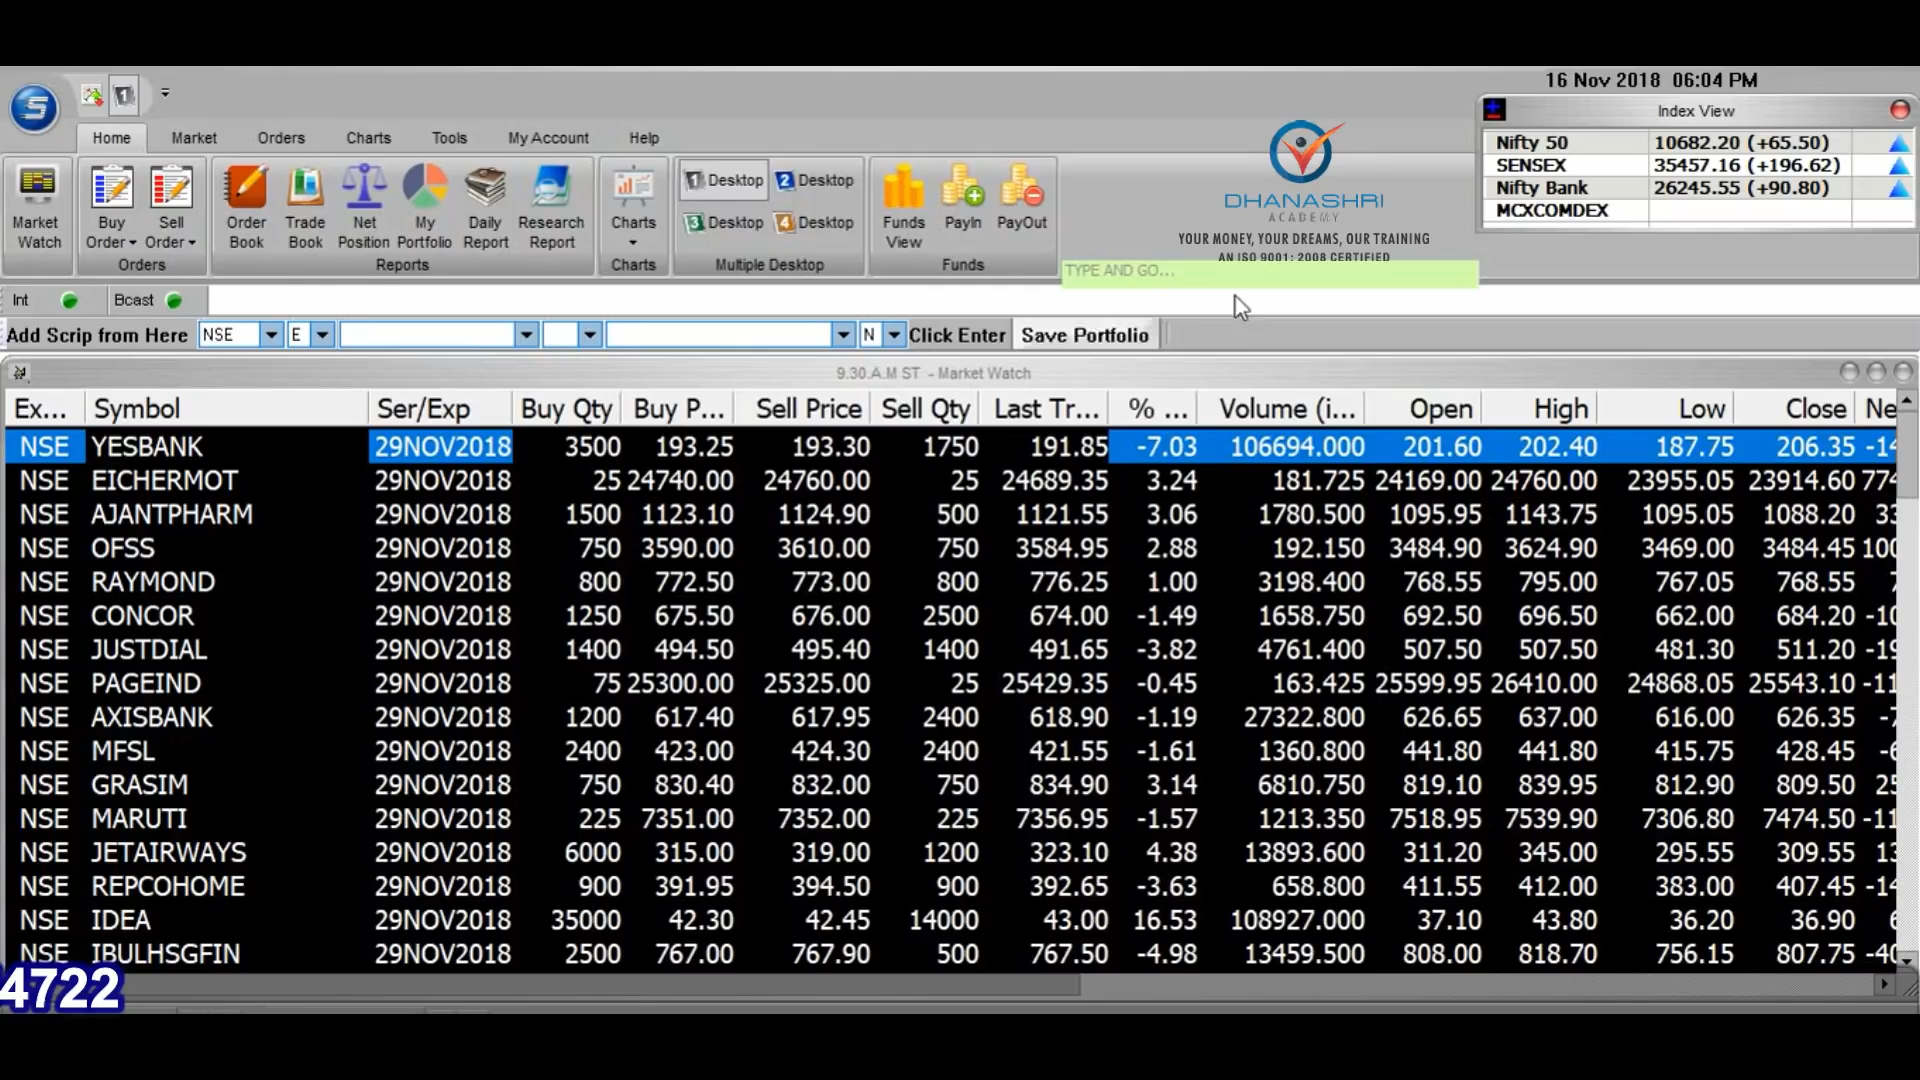 16 Nov 2018 06:04 PM
Index View
Nifty 50 10682.20 (+65.50)
SENSEX 35457.16 (+196.62)
Nifty Bank 26245.55 (+90.80)
MCXCOMDEX
Home Market Orders Charts Tools My Account Help
Market Watch
Buy Order
Sell Order
Orders
Order Book
Trade Book
Net Position
My Portfolio
Daily Report
Research Report
Reports
Charts
Charts
1 Desktop 2 Desktop
3 Desktop 4 Desktop
Multiple Desktop
Funds View
PayIn
PayOut
Funds
DHANASHRI
ACADEMY
YOUR MONEY, YOUR DREAMS, OUR TRAINING
AN ISO 9001: 2008 CERTIFIED
TYPE AND GO...
Int Bcast
Add Scrip from Here NSE E N Click Enter Save Portfolio
9.30.A.M ST - Market Watch
Ex... Symbol Ser/Exp Buy Qty Buy P... Sell Price Sell Qty Last Tr... % ... Volume (i... Open High Low Close Ne
NSE YESBANK 29NOV2018 3500 193.25 193.30 1750 191.85 -7.03 106694.000 201.60 202.40 187.75 206.35 -14
NSE EICHERMOT 29NOV2018 25 24740.00 24760.00 25 24689.35 3.24 181.725 24169.00 24760.00 23955.05 23914.60 774
NSE AJANTPHARM 29NOV2018 1500 1123.10 1124.90 500 1121.55 3.06 1780.500 1095.95 1143.75 1095.05 1088.20 33
NSE OFSS 29NOV2018 750 3590.00 3610.00 750 3584.95 2.88 192.150 3484.90 3624.90 3469.00 3484.45 100
NSE RAYMOND 29NOV2018 800 772.50 773.00 800 776.25 1.00 3198.400 768.55 795.00 767.05 768.55 7
NSE CONCOR 29NOV2018 1250 675.50 676.00 2500 674.00 -1.49 1658.750 692.50 696.50 662.00 684.20 -10
NSE JUSTDIAL 29NOV2018 1400 494.50 495.40 1400 491.65 -3.82 4761.400 507.50 507.50 481.30 511.20 -19
NSE PAGEIND 29NOV2018 75 25300.00 25325.00 25 25429.35 -0.45 163.425 25599.95 26410.00 24868.05 25543.10 -11
NSE AXISBANK 29NOV2018 1200 617.40 617.95 2400 618.90 -1.19 27322.800 626.65 637.00 616.00 626.35 -7
NSE MFSL 29NOV2018 2400 423.00 424.30 2400 421.55 -1.61 1360.800 441.80 441.80 415.75 428.45 -6
NSE GRASIM 29NOV2018 750 830.40 832.00 750 834.90 3.14 6810.750 819.10 839.95 812.90 809.50 25
NSE MARUTI 29NOV2018 225 7351.00 7352.00 225 7356.95 -1.57 1213.350 7518.95 7539.90 7306.80 7474.50 -11
NSE JETAIRWAYS 29NOV2018 6000 315.00 319.00 1200 323.10 4.38 13893.600 311.20 345.00 295.55 309.55 13
NSE REPCOHOME 29NOV2018 900 391.95 394.50 900 392.65 -3.63 658.800 411.55 412.00 383.00 407.45 -14
NSE IDEA 29NOV2018 35000 42.30 42.45 14000 43.00 16.53 108927.000 37.10 43.80 36.20 36.90 6
NSE IBULHSGFIN 29NOV2018 2500 767.00 767.90 500 767.50 -4.98 13459.500 808.00 818.70 756.15 807.75 -40
4722